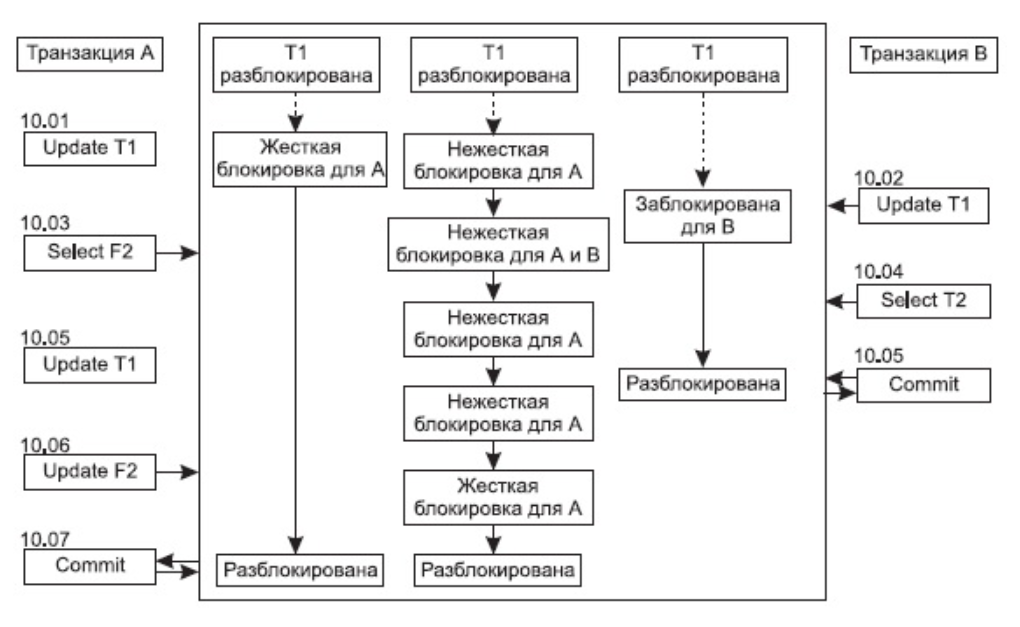 Транзакция A
10.01
Update T1
10.03
Select F2
10.05
Update T1
10.06
Update F2
10.07
Commit
T1
разблокирована
Жесткая
блокировка для A
Разблокирована
T1
разблокирована
Нежесткая
блокировка для A
Нежесткая
блокировка для A и B
Нежесткая
блокировка для A
Нежесткая
блокировка для A
Жесткая
блокировка для A
Разблокирована
T1
разблокирована
Заблокирована
для B
Разблокирована
Транзакция B
10.02
Update T1
10.04
Select T2
10.05
Commit